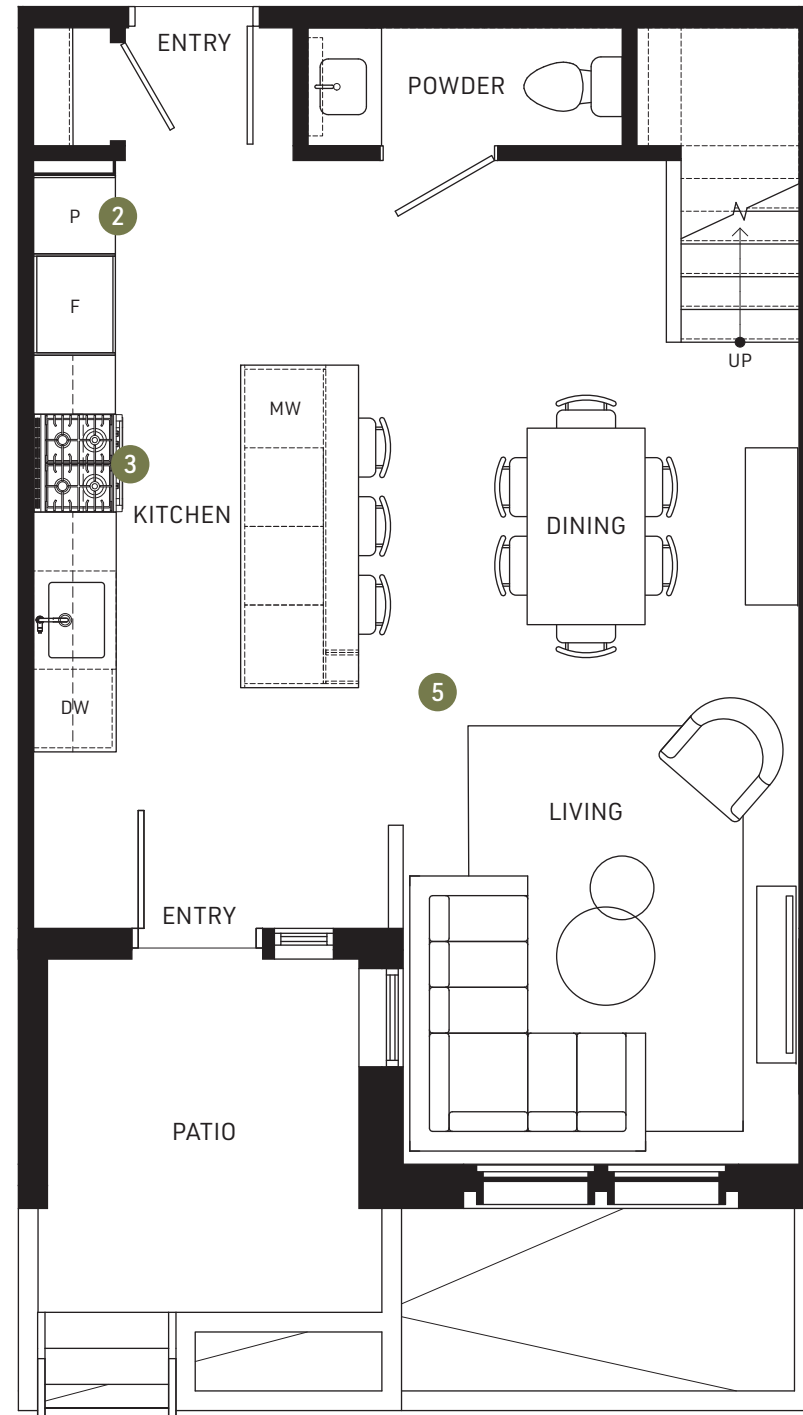 ENTRY
POWDER
P
2
F
UP
MW
3
KITCHEN
DINING
5
DW
LIVING
ENTRY
PATIO